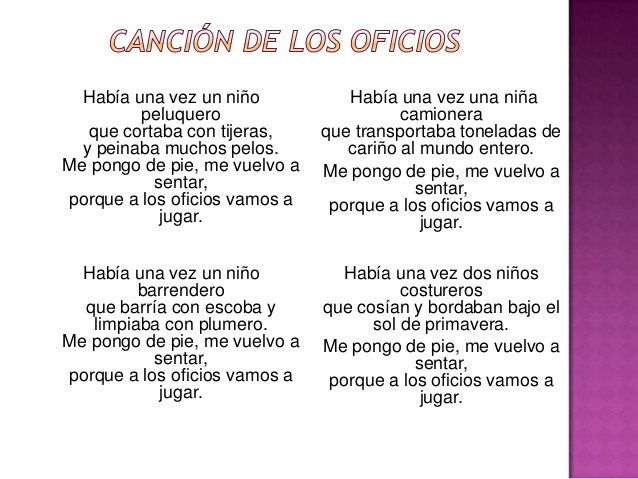 CANCIÓN DE LOS OFICIOS
Había una vez un niño
peluquero
que cortaba con tijeras,
y peinaba muchos pelos.
Me pongo de pie, me vuelvo a
sentar,
porque a los oficios vamos a
jugar.
Había una vez un niño
barrendero
que barría con escoba y
limpiaba con plumero.
Me pongo de pie, me vuelvo a
sentar,
porque a los oficios vamos a
jugar.
Había una vez una niña
camionera
que transportaba toneladas de
cariño al mundo entero.
Me pongo de pie, me vuelvo a
sentar,
porque a los oficios vamos a
jugar.
Había una vez dos niños
costureros
que cosían y bordaban bajo el
sol de primavera.
Me pongo de pie, me vuelvo a
sentar,
porque a los oficios vamos a
jugar.